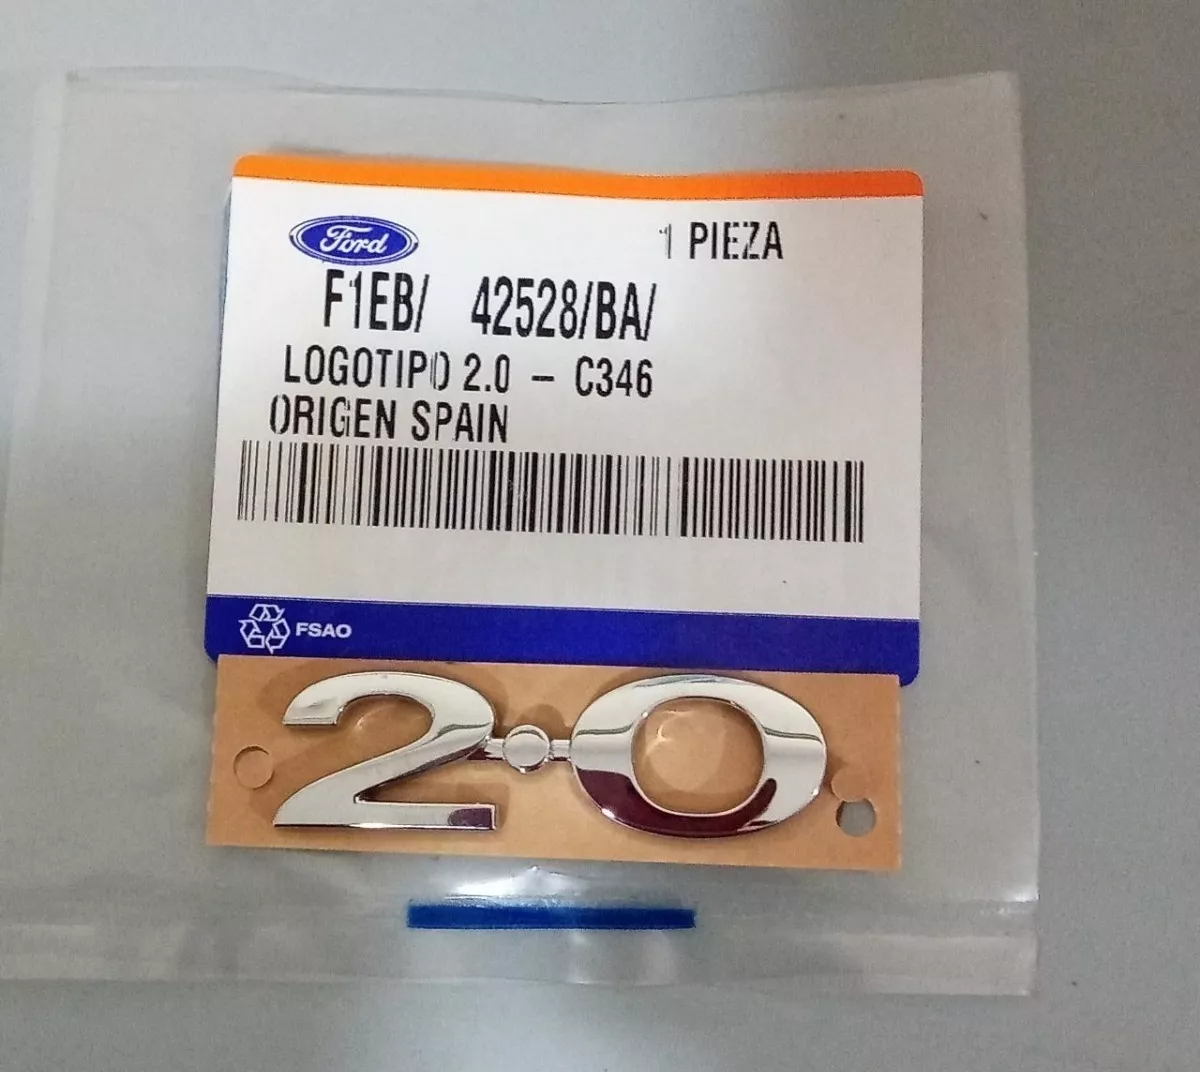 Ford
1 PIEZA
F1EB/ 42528/BA/
LOGOTIPO 2.0 - C346
ORIGEN SPAIN
FSAO
2.0